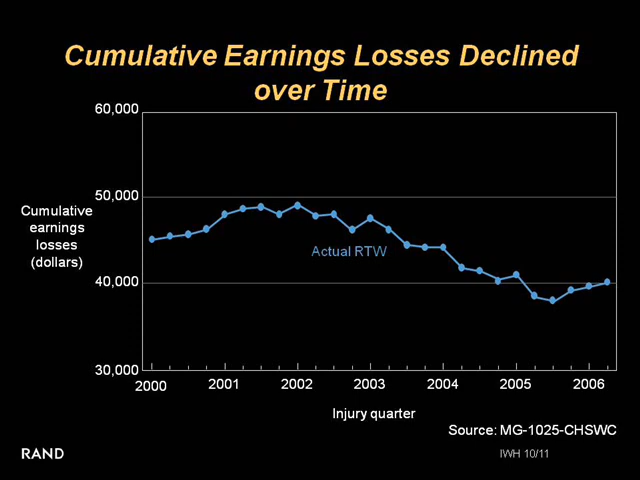 Cumulative Earnings Losses Declined
over Time
60,000
50,000
40,000
30,000
Cumulative
earnings
losses
(dollars)
Actual RTW
2000 2001 2002 2003 2004 2005 2006
Injury quarter
Source: MG-1025-CHSWC
RAND
IWH 10/11